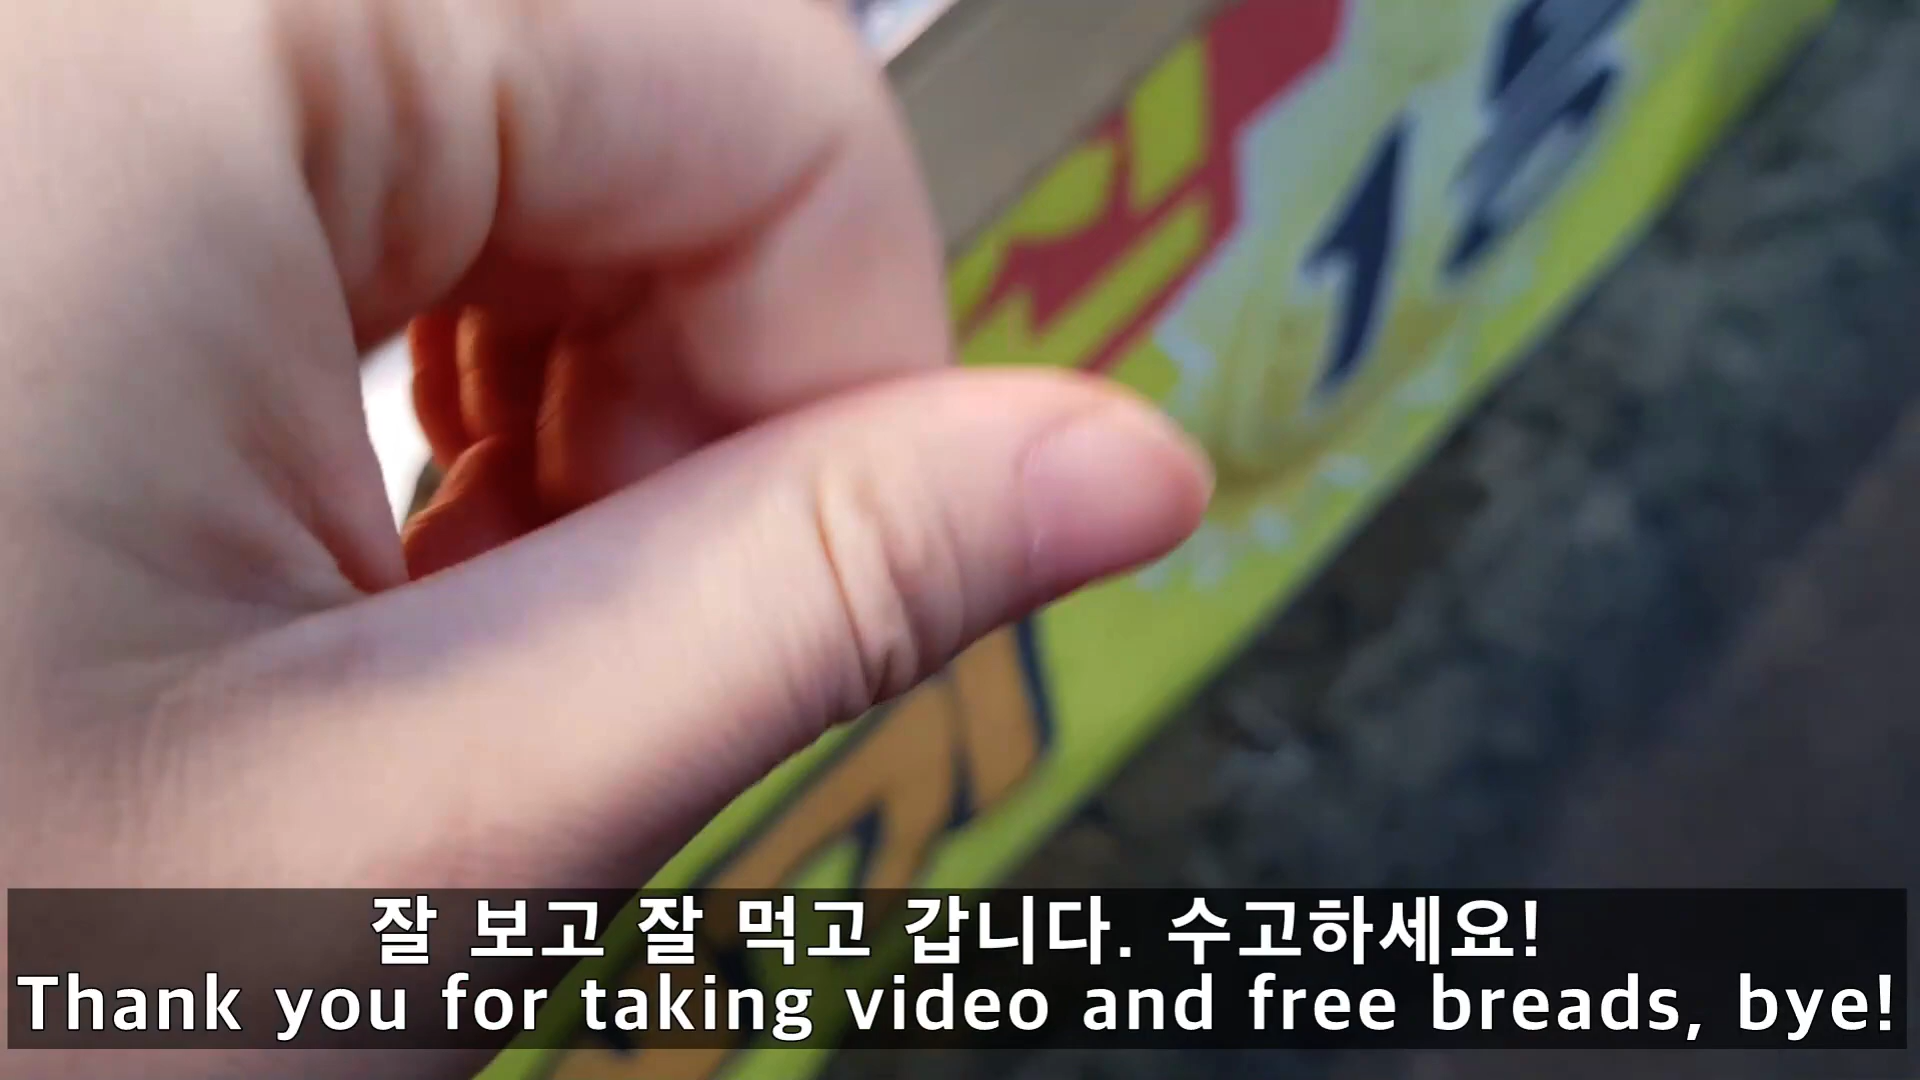 잘 보고 잘 먹고 갑니다. 수고하세요!
Thank you for taking video and free breads, bye!